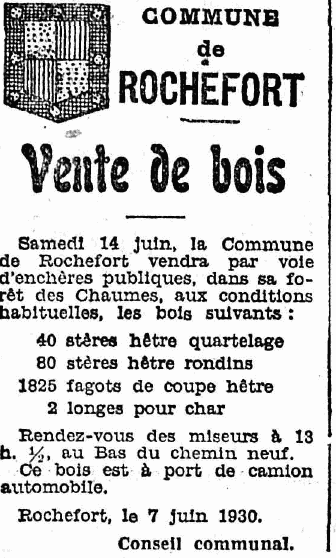 COMMUNE
de
ROCHEFORT
Vente de bois
Samedi 14 juin, la Commune
de Rochefort vendra par voie
d'enchères publiques, dans sa fo-
rêt des Chaumes, aux conditions
habituelles, les bois suivants :
40 stères hêtre quartelage
80 stères hêtre rondins
1825 fagots de coupe hêtre
2 longes pour char
Rendez-vous des miseurs à 13
h. ½, au Bas du chemin neuf.
Ce bois est à port de camion
automobile.
Rochefort, le 7 juin 1930.
Conseil communal.